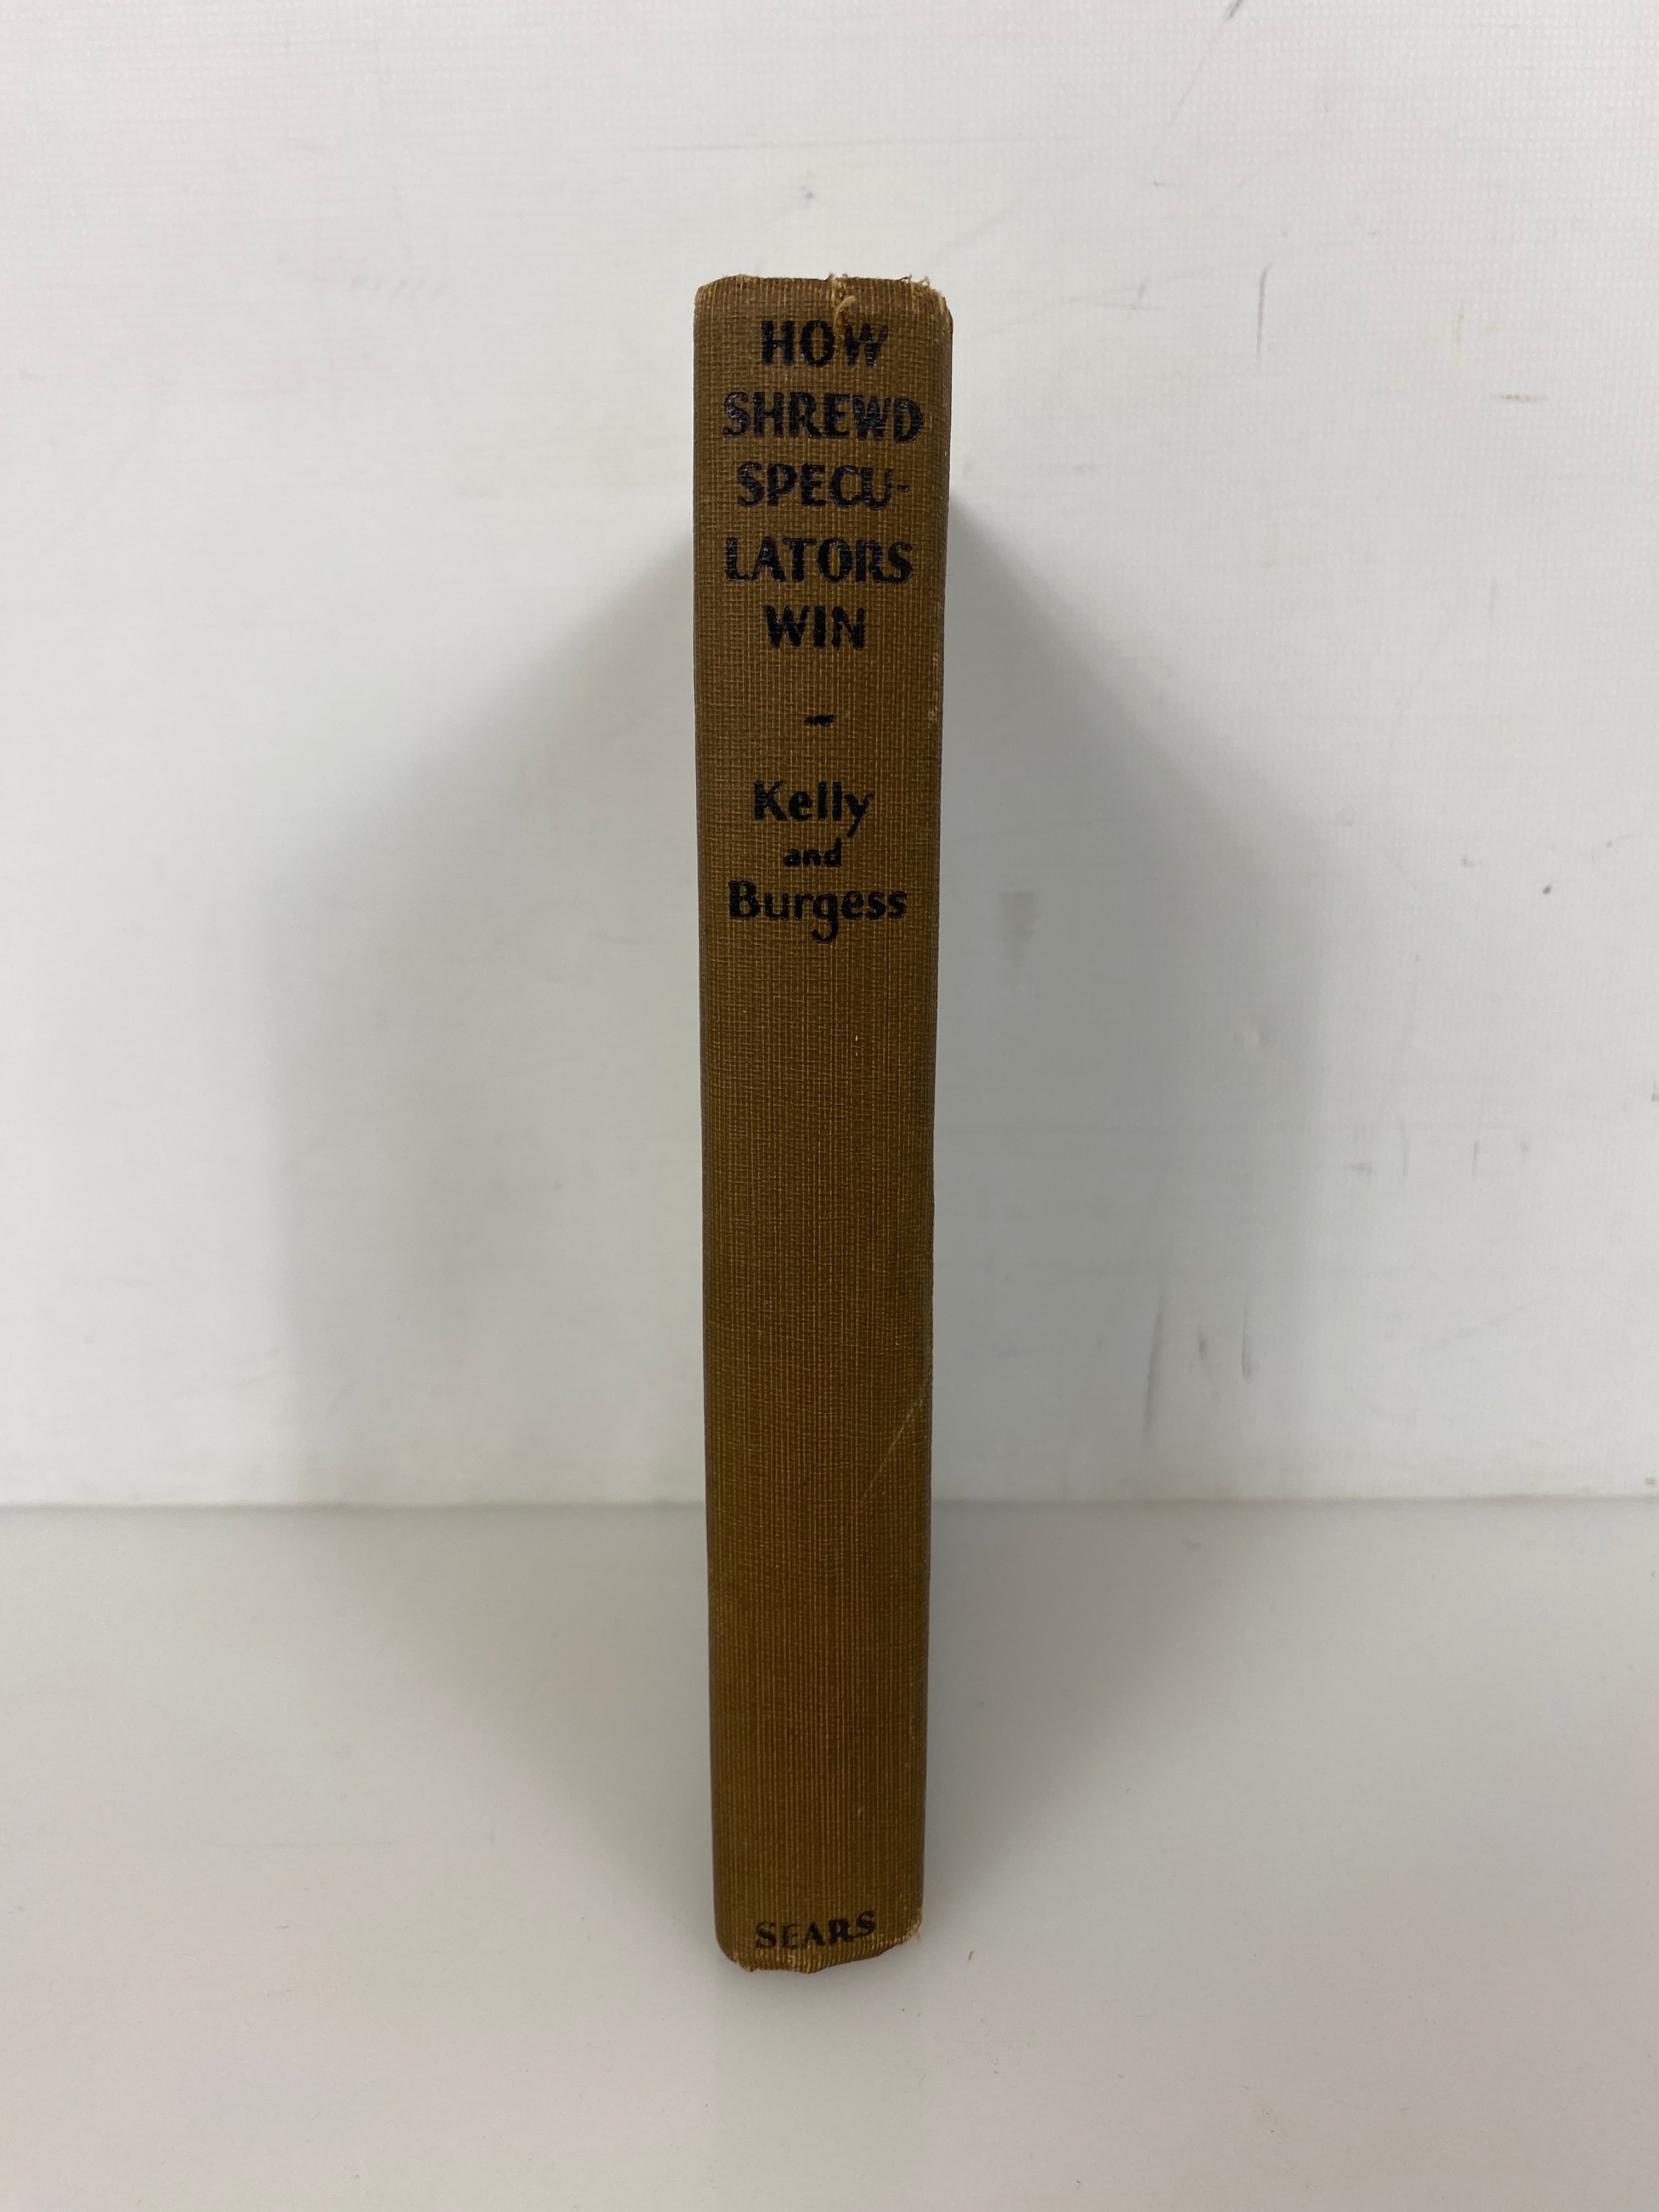 HOW
SHREWD
SPECU-
LATORS
WIN
-
Kelly
and
Burgess
SEARS